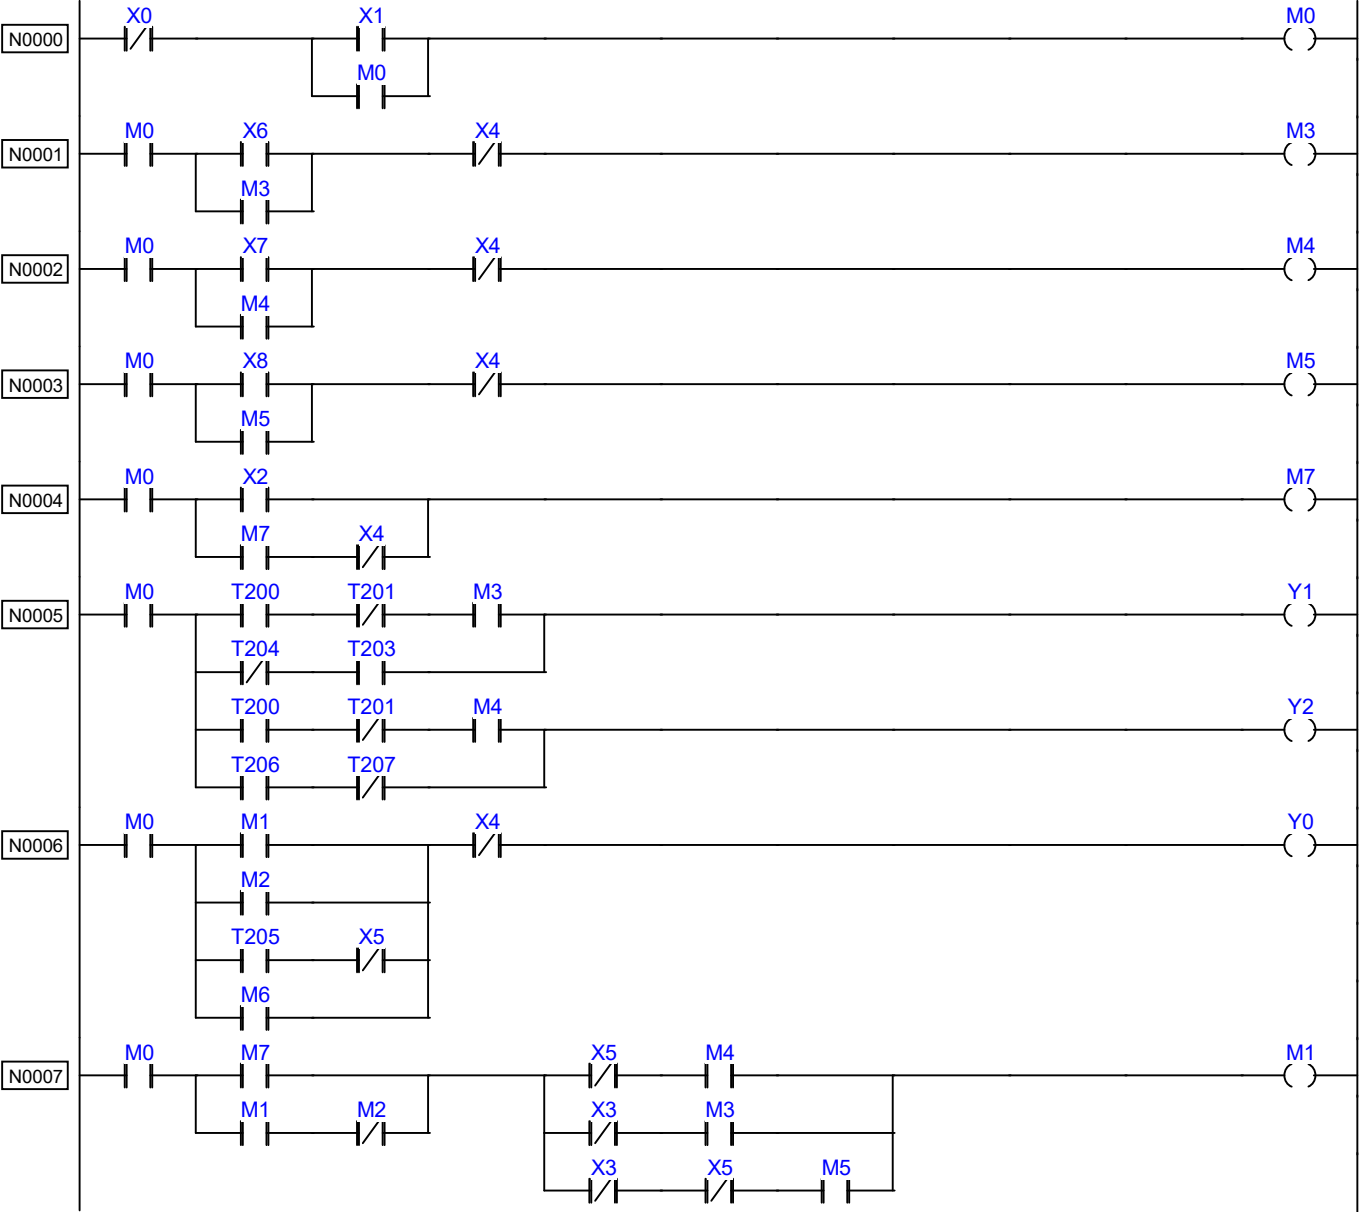 X0 X1 M0
N0000
M0
M0 X6 X4 M3
N0001
M3
M0 X7 X4 M4
N0002
M4
M0 X8 X4 M5
N0003
M5
M0 X2 M7
N0004
M7 X4
M0 T200 T201 M3 Y1
N0005
T204 T203
T200 T201 M4 Y2
T206 T207
M0 M1 X4 Y0
N0006
M2
T205 X5
M6
M0 M7 X5 M4 M1
N0007
M1 M2 X3 M3
X3 X5 M5